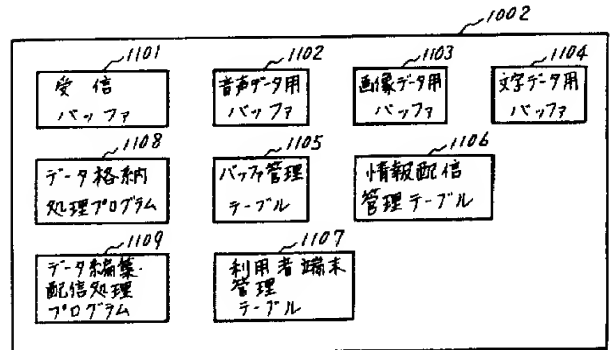 1002
1101
1102
1103
1104
受信
バッファ
音声データ用
バッファ
画像データ用
バッファ
文字データ用
バッファ
1108
1105
1106
データ格納
処理プログラム
バッファ管理
テーブル
情報配信
管理テーブル
1109
1107
データ編集・
配信処理
プログラム
利用者端末
管理
テーブル